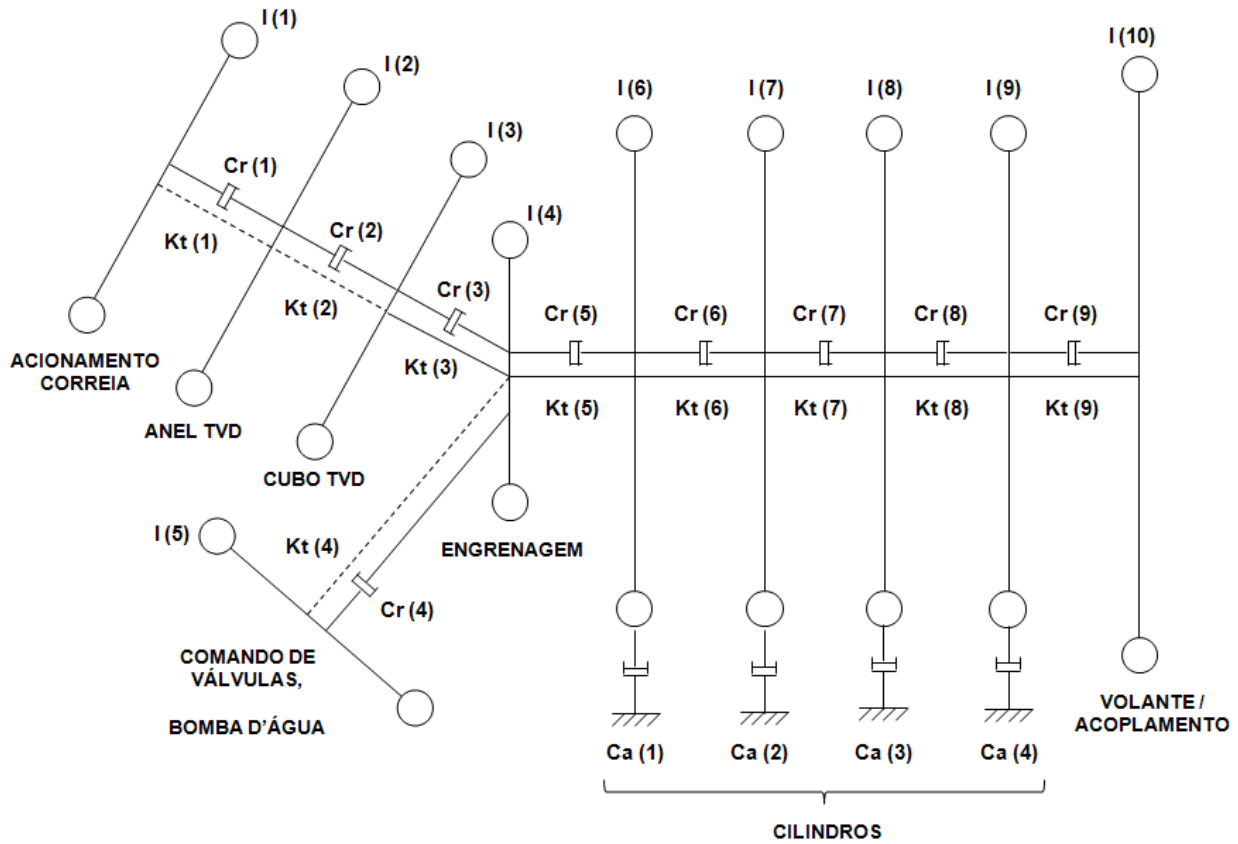 I (1)
I (2)
I (3)
I (4)
I (6)
I (7)
I (8)
I (9)
I (10)
Cr (1)
Kt (1)
Cr (2)
Kt (2)
Cr (3)
Kt (3)
Cr (5)
Cr (6)
Cr (7)
Cr (8)
Cr (9)
Kt (5)
Kt (6)
Kt (7)
Kt (8)
Kt (9)
ACIONAMENTO
CORREIA
ANEL TVD
CUBO TVD
ENGRENAGEM
I (5)
Kt (4)
Cr (4)
COMANDO DE
VÁLVULAS,
BOMBA D'ÁGUA
VOLANTE /
ACOPLAMENTO
Ca (1)
Ca (2)
Ca (3)
Ca (4)
CILINDROS